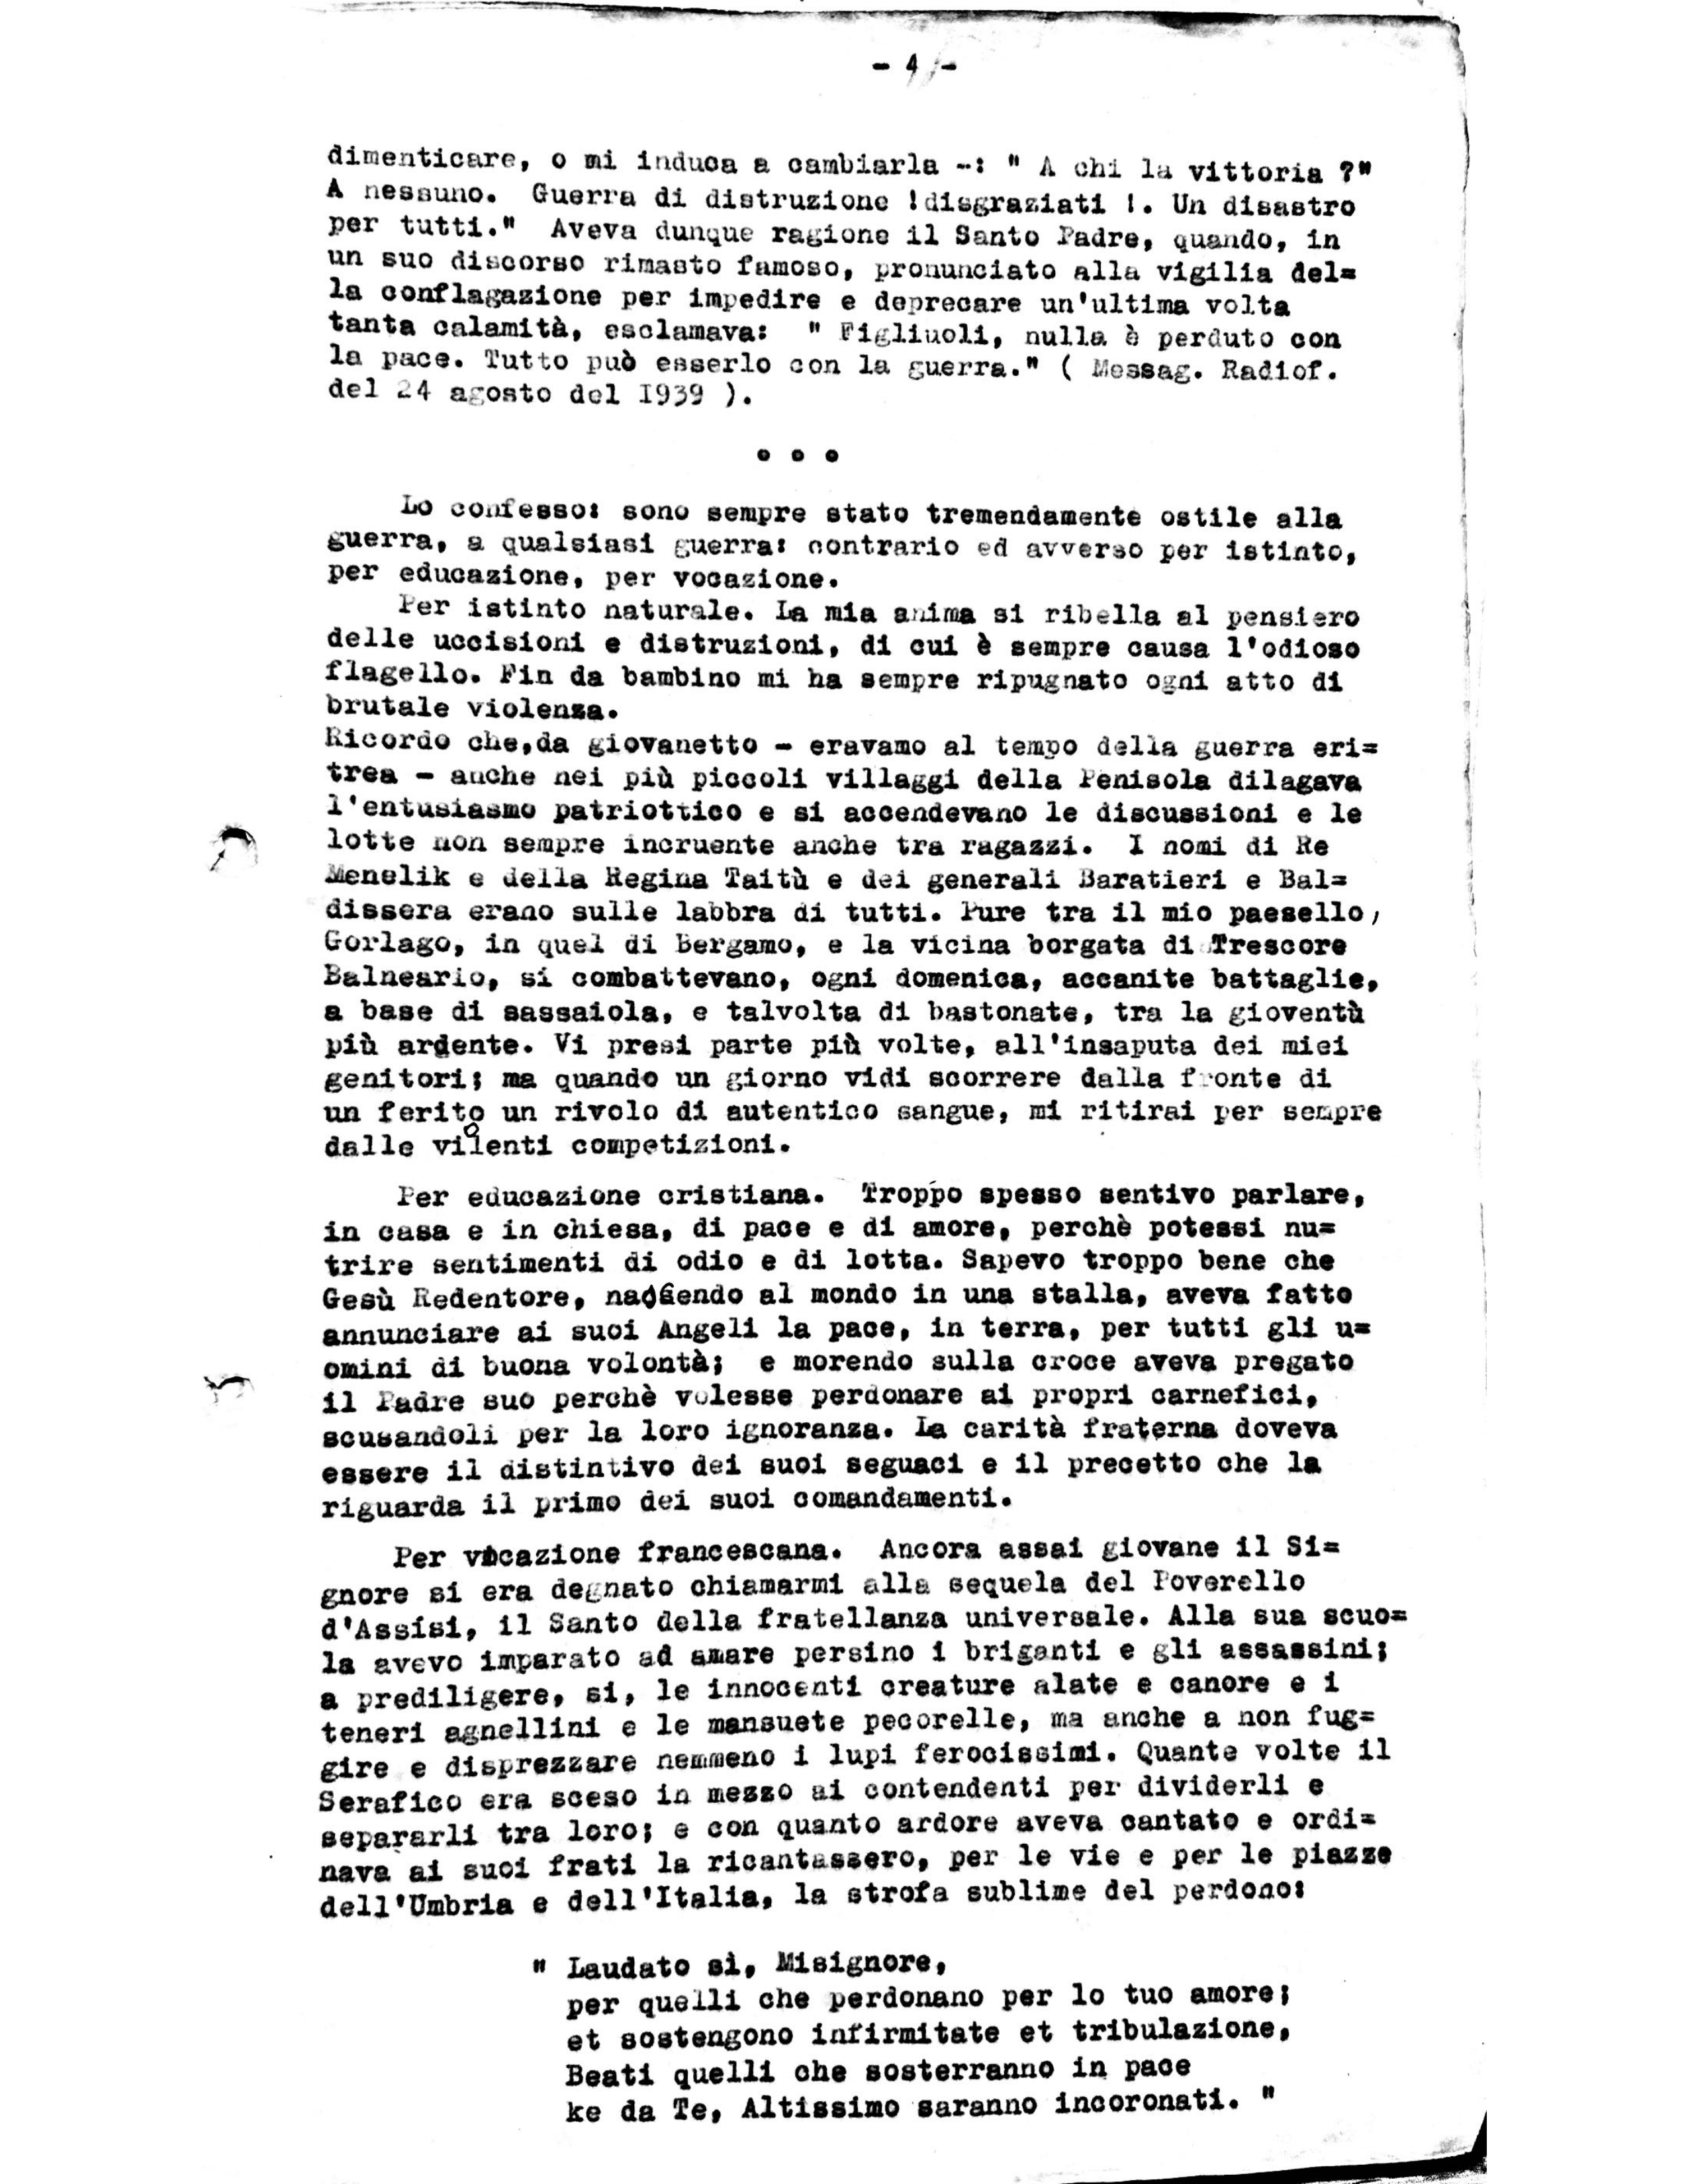 - 4 -
dimenticare, o mi induca a cambiarla -: " A chi la vittoria ?"
A nessuno. Guerra di distruzione !disgraziati !. Un disastro
per tutti." Aveva dunque ragione il Santo Padre, quando, in
un suo discorso rimasto famoso, pronunciato alla vigilia del=
la conflagazione per impedire e deprecare un'ultima volta
tanta calamità, esclamava: " Figliuoli, nulla è perduto con
la pace. Tutto può esserlo con la guerra." ( Messag. Radiof.
del 24 agosto del I939 ).
o o o
Lo confesso: sono sempre stato tremendamente ostile alla
guerra, a qualsiasi guerra: contrario ed avverso per istinto,
per educazione, per vocazione.
Per istinto naturale. La mia anima si ribella al pensiero
delle uccisioni e distruzioni, di cui è sempre causa l'odioso
flagello. Fin da bambino mi ha sempre ripugnato ogni atto di
brutale violenza.
Ricordo che,da giovanetto - eravamo al tempo della guerra eri=
trea - anche nei più piccoli villaggi della Penisola dilagava
l'entusiasmo patriottico e si accendevano le discussioni e le
lotte non sempre incruente anche tra ragazzi. I nomi di Re
Menelik e della Regina Taitù e dei generali Baratieri e Bal=
dissera erano sulle labbra di tutti. Pure tra il mio paesello,
Gorlago, in quel di Bergamo, e la vicina borgata di Trescore
Balneario, si combattevano, ogni domenica, accanite battaglie,
a base di sassaiola, e talvolta di bastonate, tra la gioventù
più ardente. Vi presi parte più volte, all'insaputa dei miei
genitori; ma quando un giorno vidi scorrere dalla fronte di
un ferito un rivolo di autentico sangue, mi ritirai per sempre
dalle violenti competizioni.
Per educazione cristiana. Troppo spesso sentivo parlare,
in casa e in chiesa, di pace e di amore, perchè potessi nu=
trire sentimenti di odio e di lotta. Sapevo troppo bene che
Gesù Redentore, nascendo al mondo in una stalla, aveva fatto
annunciare ai suoi Angeli la pace, in terra, per tutti gli u=
omini di buona volontà; e morendo sulla croce aveva pregato
il Padre suo perchè volesse perdonare ai propri carnefici,
scusandoli per la loro ignoranza. La carità fraterna doveva
essere il distintivo dei suoi seguaci e il precetto che la
riguarda il primo dei suoi comandamenti.
Per vocazione francescana. Ancora assai giovane il Si=
gnore si era degnato chiamarmi alla sequela del Poverello
d'Assisi, il Santo della fratellanza universale. Alla sua scuo=
la avevo imparato ad amare persino i briganti e gli assassini;
a prediligere, si, le innocenti creature alate e canore e i
teneri agnellini e le mansuete pecorelle, ma anche a non fug=
gire e disprezzare nemmeno i lupi ferocissimi. Quante volte il
Serafico era sceso in mezzo ai contendenti per dividerli e
separarli tra loro; e con quanto ardore aveva cantato e ordi=
nava ai suoi frati la ricantassero, per le vie e per le piazze
dell'Umbria e dell'Italia, la strofa sublime del perdono:
" Laudato sì, Misignore,
per quelli che perdonano per lo tuo amore;
et sostengono infirmitate et tribulazione,
Beati quelli che sosterranno in pace
ke da Te, Altissimo saranno incoronati. "